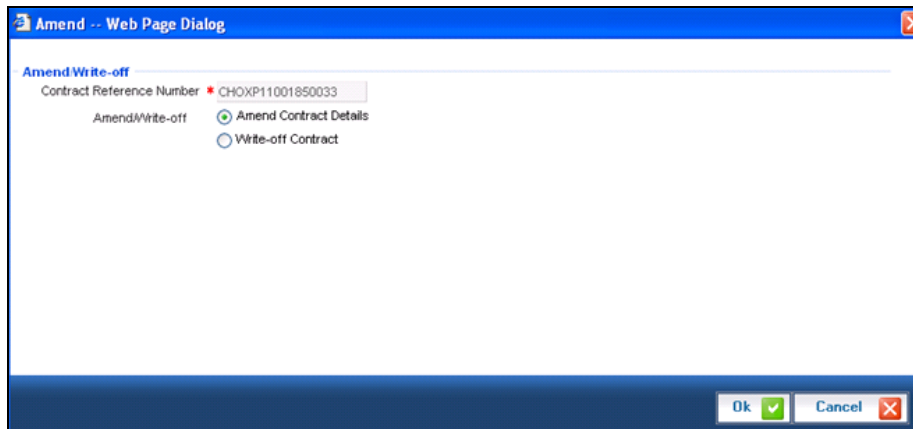 Amend -- Web Page Dialog
Amend/Write-off
Contract Reference Number * CHOXP11001850033
Amend/Write-off Amend Contract Details
Write-off Contract
Ok Cancel